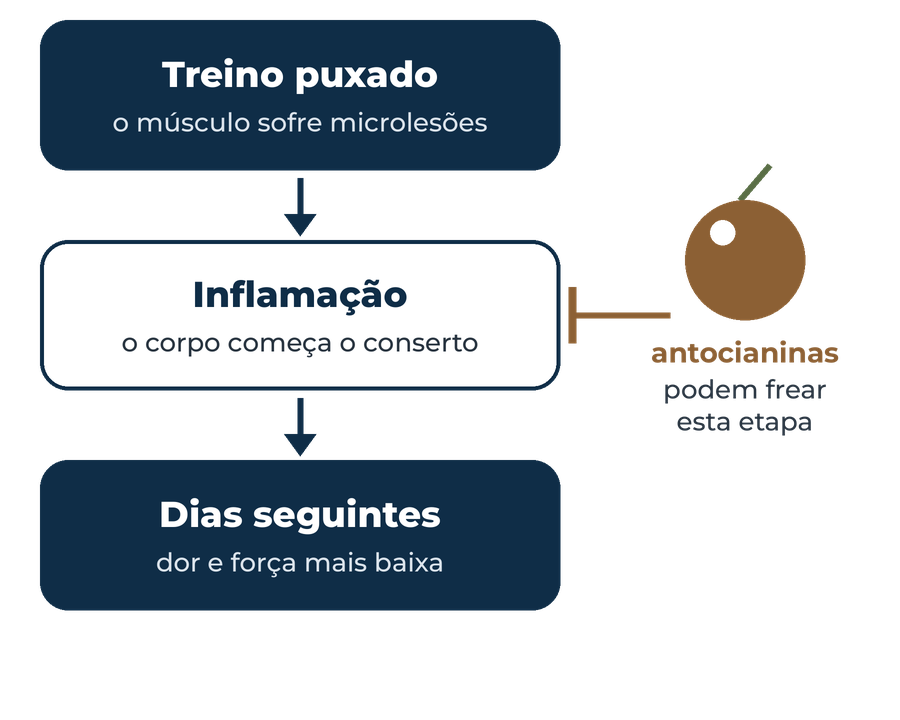 Treino puxado
o músculo sofre microlesões
Inflamação
o corpo começa o conserto
antocianinas
podem frear
esta etapa
Dias seguintes
dor e força mais baixa